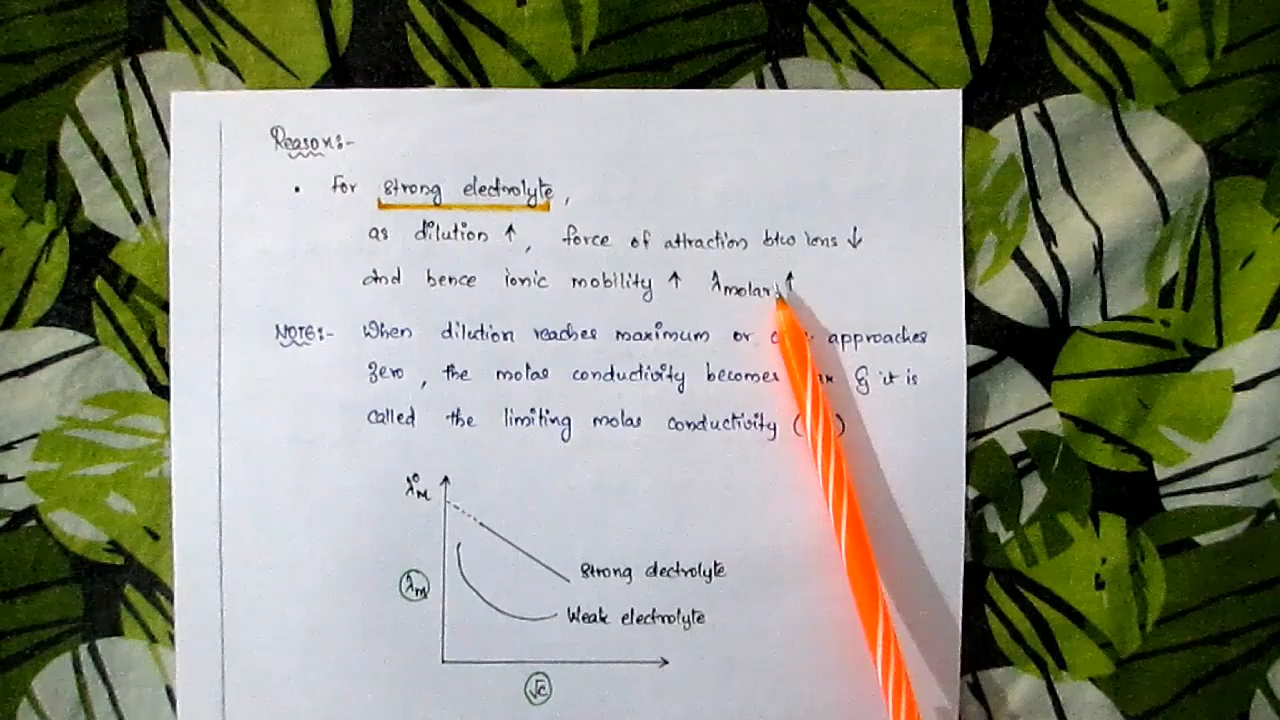 Reason:-
• For strong electrolyte,
as dilution ↑, force of attraction btw ions ↓
and hence ionic mobility ↑ λmolar ↑
NOTE:- When dilution reaches maximum or approaches
zero, the molar conductivity becomes & it is
called the limiting molar conductivity ( )
λ°M
Strong electrolyte
λM
Weak electrolyte
√c